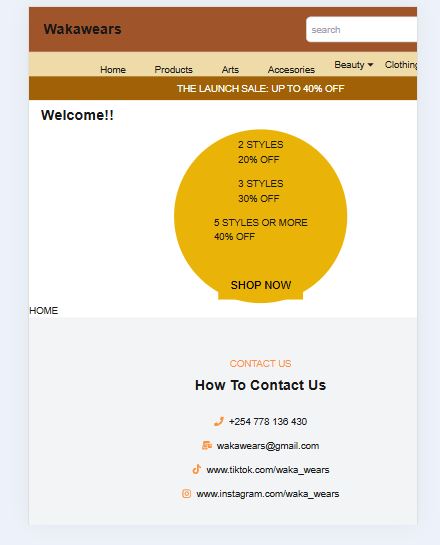 Wakawears
search
Home Products Arts Accesories Beauty Clothing
THE LAUNCH SALE: UP TO 40% OFF
Welcome!!
2 STYLES
20% OFF
3 STYLES
30% OFF
5 STYLES OR MORE
40% OFF
SHOP NOW
HOME
CONTACT US
How To Contact Us
+254 778 136 430
wakawears@gmail.com
www.tiktok.com/waka_wears
www.instagram.com/waka_wears